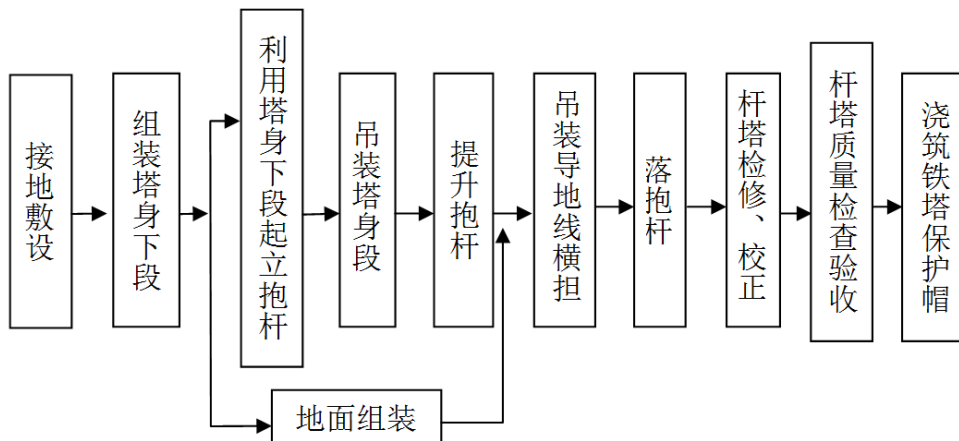 接地敷设
组装塔身下段
利用塔身下段起立抱杆
吊装塔身段
提升抱杆
吊装导地线横担
落抱杆
杆塔检修、校正
杆塔质量检查验收
浇筑铁塔保护帽
地面组装